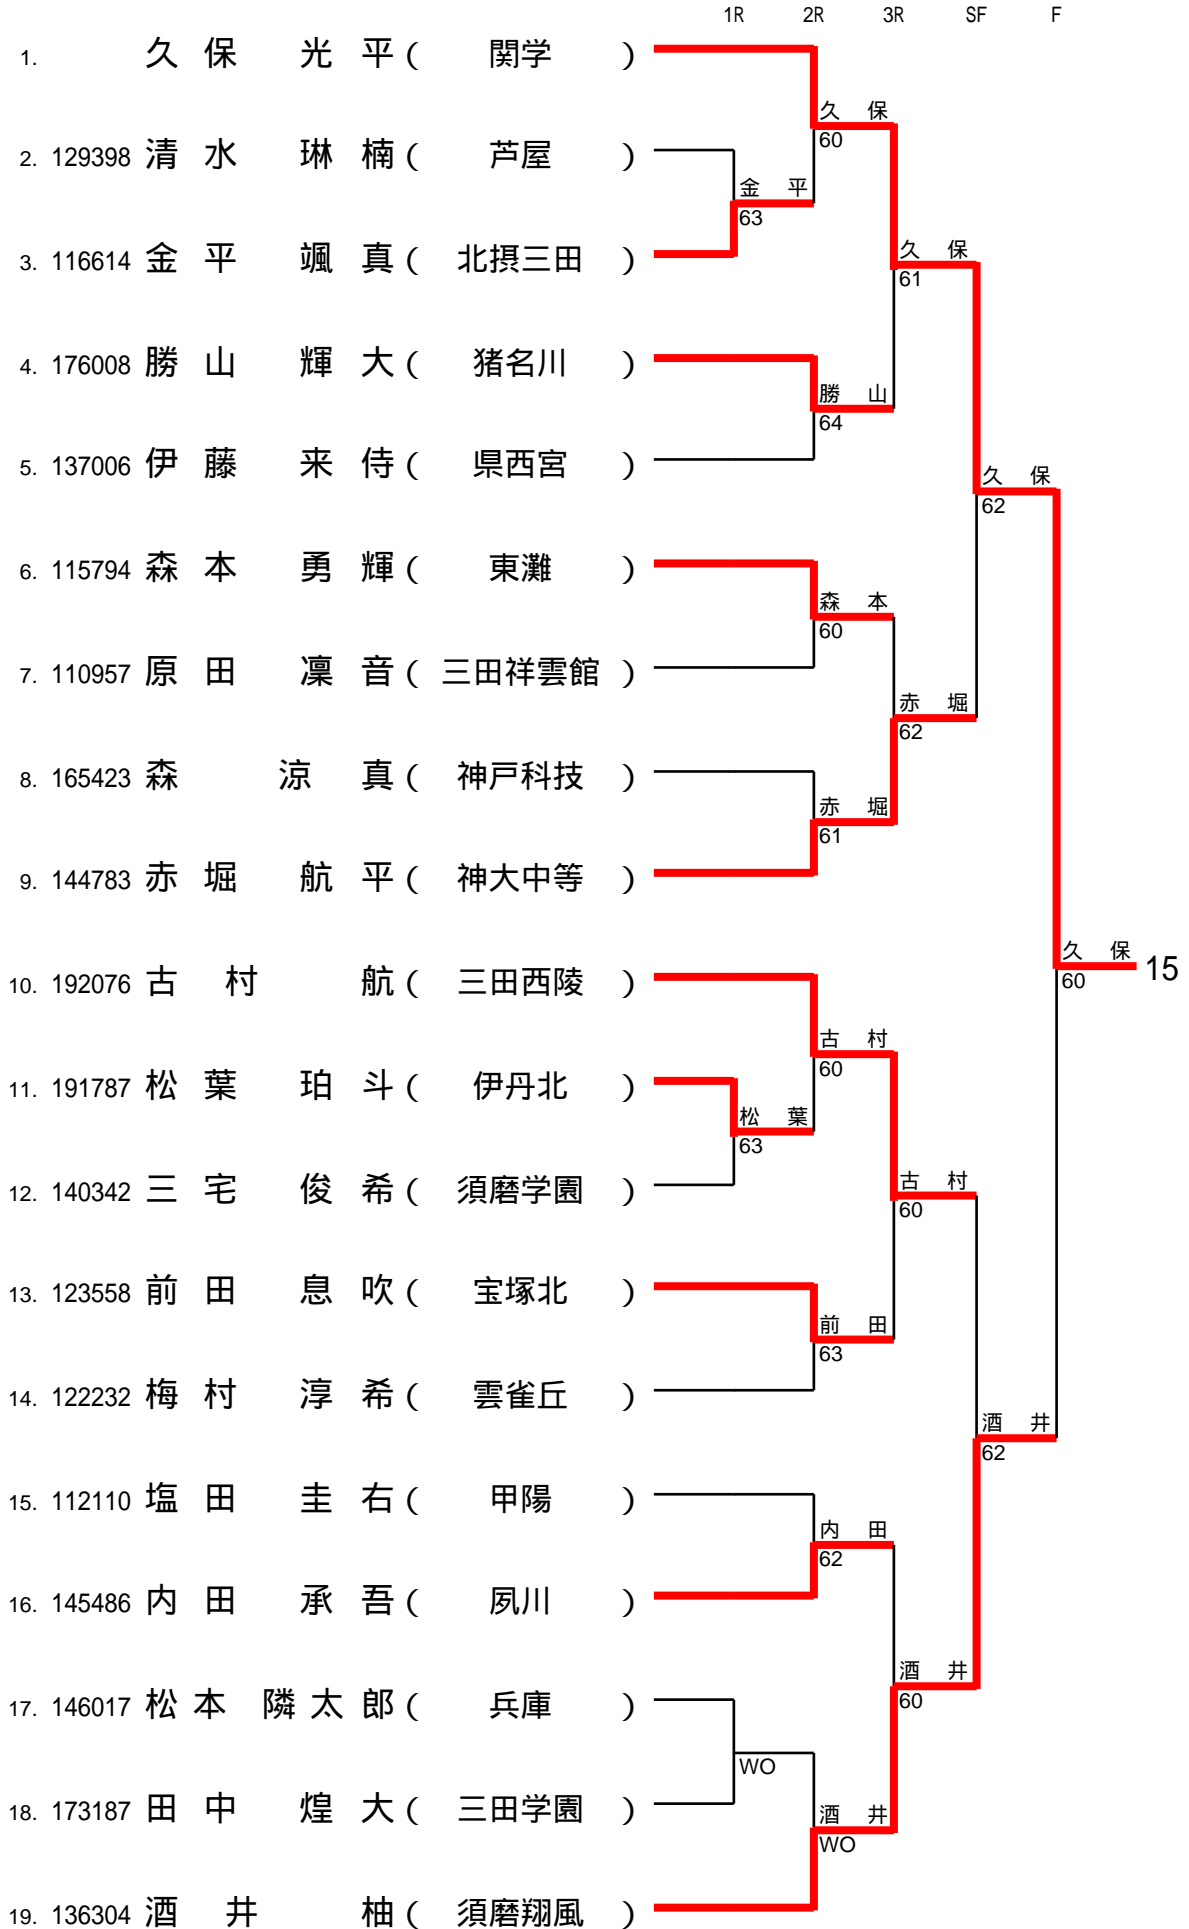 1R 2R 3R SF F
1. 久保 光平 ( 関学 )
久保
60
2. 129398 清水 琳楠 ( 芦屋 )
金平
63
3. 116614 金平 颯真 ( 北摂三田 )
久保
61
4. 176008 勝山 輝大 ( 猪名川 )
勝山
64
5. 137006 伊藤 来侍 ( 県西宮 )
久保
62
6. 115794 森本 勇輝 ( 東灘 )
森本
60
7. 110957 原田 凜音 ( 三田祥雲館 )
赤堀
62
8. 165423 森 涼真 ( 神戸科技 )
赤堀
61
9. 144783 赤堀 航平 ( 神大中等 )
久保
60
15
10. 192076 古村 航 ( 三田西陵 )
古村
60
11. 191787 松葉 珀斗 ( 伊丹北 )
松葉
63
12. 140342 三宅 俊希 ( 須磨学園 )
古村
60
13. 123558 前田 息吹 ( 宝塚北 )
前田
63
14. 122232 梅村 淳希 ( 雲雀丘 )
酒井
62
15. 112110 塩田 圭右 ( 甲陽 )
内田
62
16. 145486 内田 承吾 ( 夙川 )
酒井
60
17. 146017 松本 隣太郎 ( 兵庫 )
WO
18. 173187 田中 煌大 ( 三田学園 )
酒井
WO
19. 136304 酒井 柚 ( 須磨翔風 )